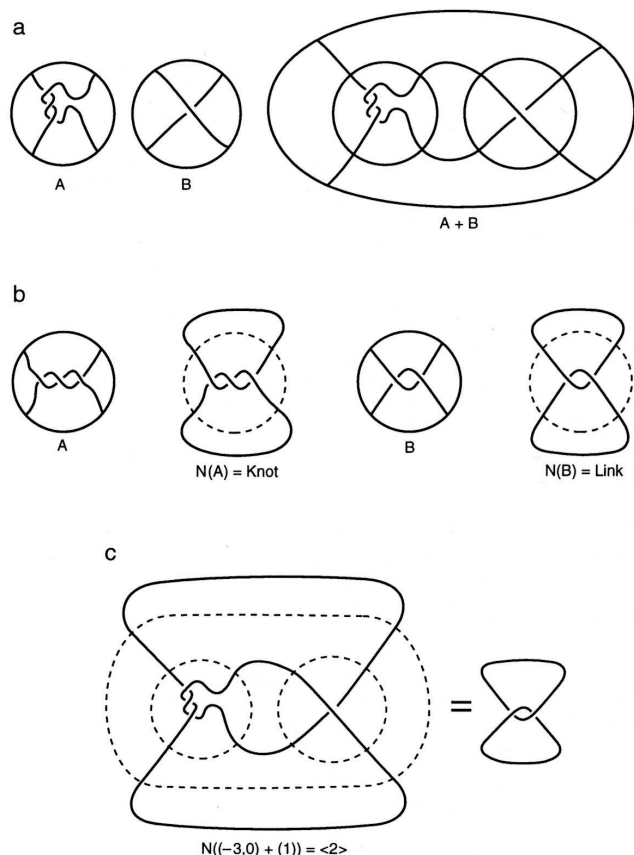 a
A
B
A + B
b
A
N(A) = Knot
B
N(B) = Link
c
=
N((−3,0) + (1)) = <2>